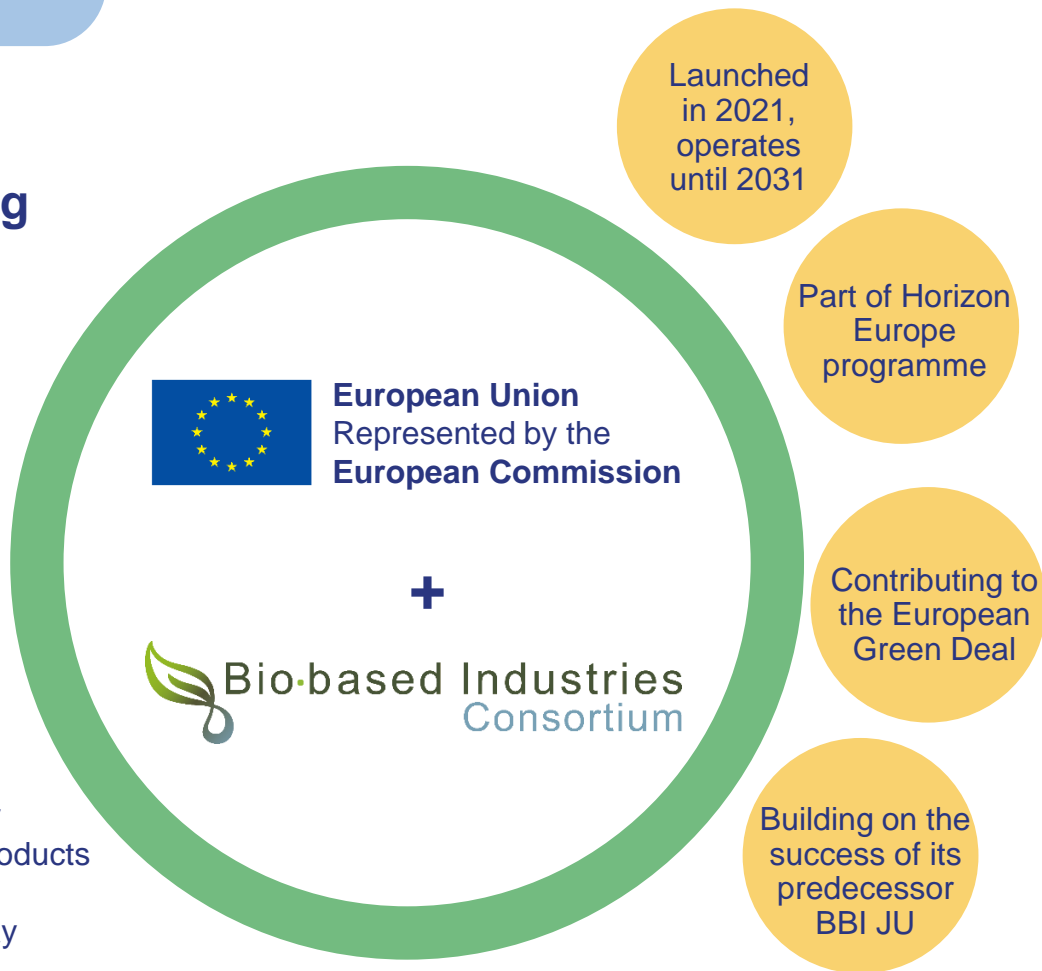 Launched
in 2021,
operates
until 2031
g
Part of Horizon
Europe
programme
European Union
Represented by the
European Commission
+
Bio·based Industries
Consortium
Contributing to
the European
Green Deal
oducts
y
Building on the
success of its
predecessor
BBI JU